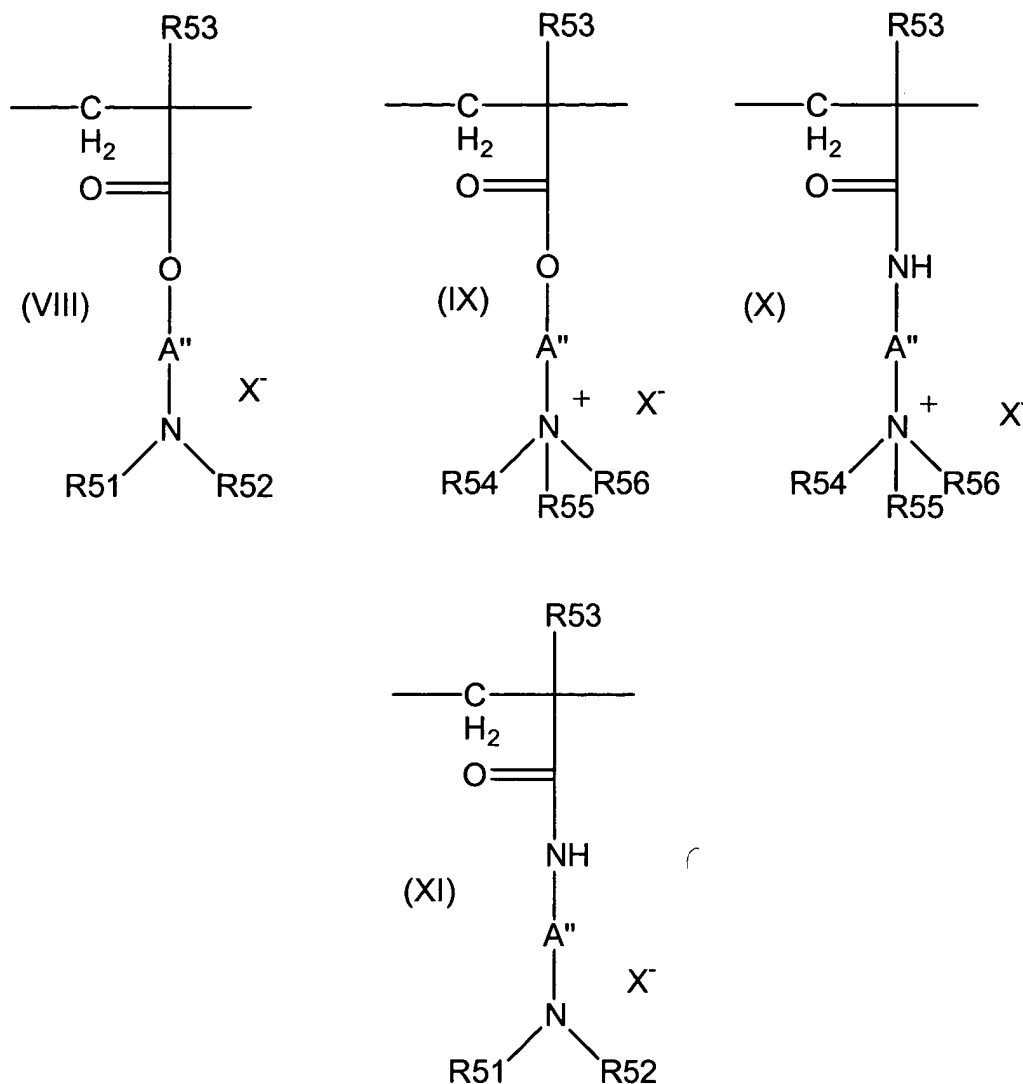 R53 R53 R53
C C C
H2 H2 H2
O O O
O O NH
(VIII) (IX) (X)
A" A" A"
X- + X- + X-
N N N
R51 R52 R54 R56 R54 R56
R55 R55
R53
C
H2
O
NH
(XI)
A"
X-
N
R51 R52